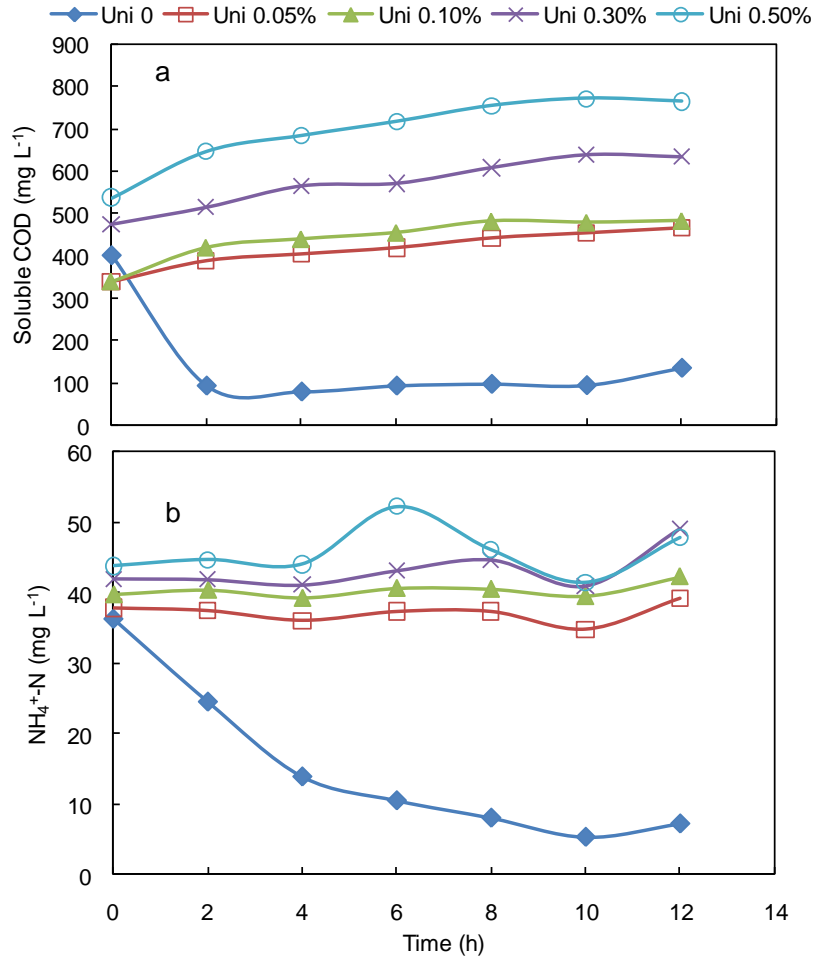 Uni 0 Uni 0.05% Uni 0.10% Uni 0.30% Uni 0.50%
900
800
700
600
500
400
300
200
100
0
Soluble COD (mg L⁻¹)
a
60
50
40
30
20
10
0
NH₄⁺-N (mg L⁻¹)
b
0 2 4 6 8 10 12 14
Time (h)